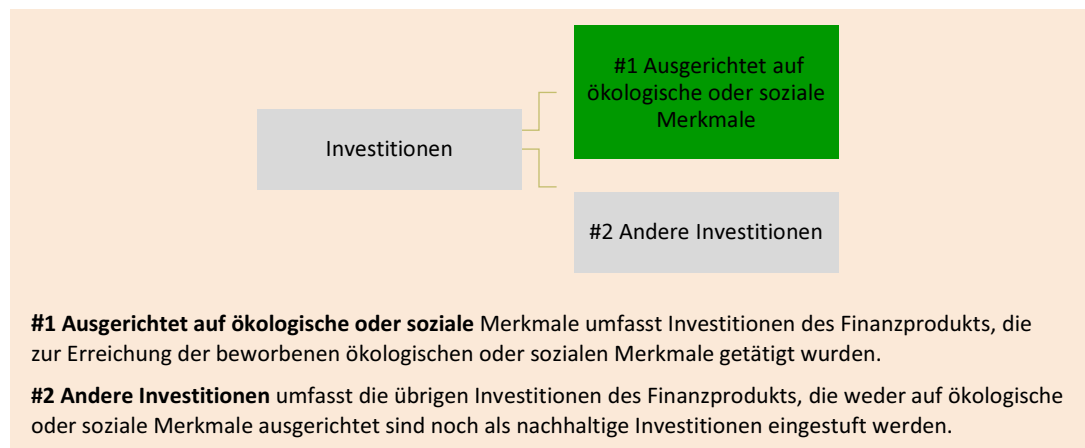 #1 Ausgerichtet auf
ökologische oder soziale
Merkmale
Investitionen
#2 Andere Investitionen
#1 Ausgerichtet auf ökologische oder soziale Merkmale umfasst Investitionen des Finanzprodukts, die
zur Erreichung der beworbenen ökologischen oder sozialen Merkmale getätigt wurden.
#2 Andere Investitionen umfasst die übrigen Investitionen des Finanzprodukts, die weder auf ökologische
oder soziale Merkmale ausgerichtet sind noch als nachhaltige Investitionen eingestuft werden.